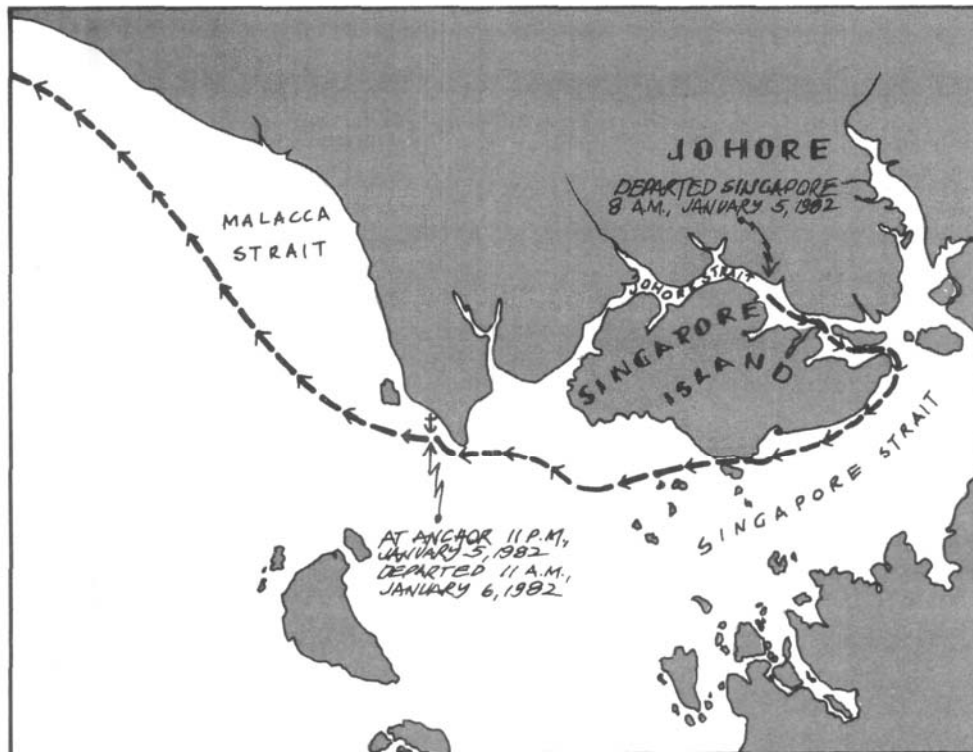 JOHORE
DEPARTED SINGAPORE
8 A.M., JANUARY 5, 1982
MALACCA
STRAIT
JOHORE STRAIT
SINGAPORE
ISLAND
SINGAPORE STRAIT
AT ANCHOR 11 P.M.,
JANUARY 5, 1982
DEPARTED 11 A.M.,
JANUARY 6, 1982